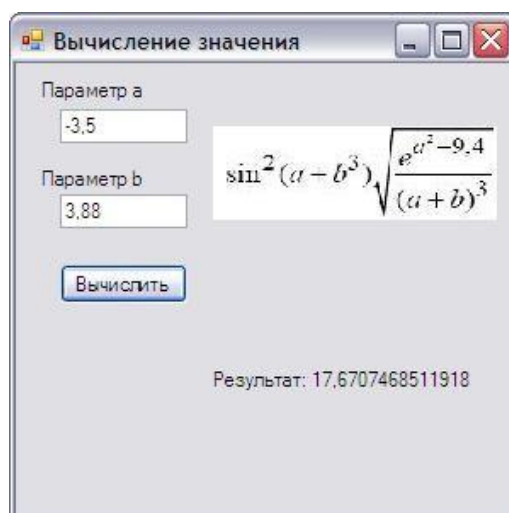 Вычисление значения
Параметр a
-3,5
Параметр b
3,88
sin²(a + b³)√(e^(a²−9,4)/(a + b)³)
Вычислить
Результат: 17,6707468511918